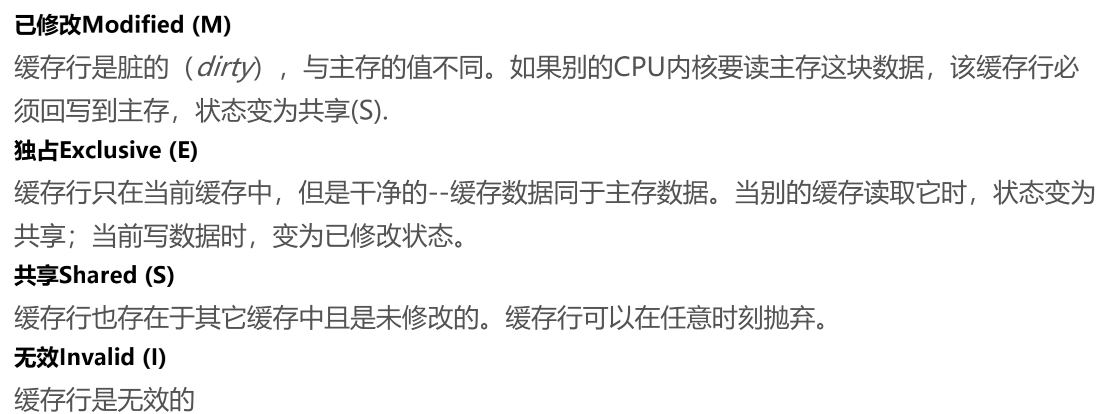 已修改Modified (M)
缓存行是脏的（dirty），与主存的值不同。如果别的CPU内核要读主存这块数据，该缓存行必
须回写到主存，状态变为共享(S).
独占Exclusive (E)
缓存行只在当前缓存中，但是干净的--缓存数据同于主存数据。当别的缓存读取它时，状态变为
共享；当前写数据时，变为已修改状态。
共享Shared (S)
缓存行也存在于其它缓存中且是未修改的。缓存行可以在任意时刻抛弃。
无效Invalid (I)
缓存行是无效的